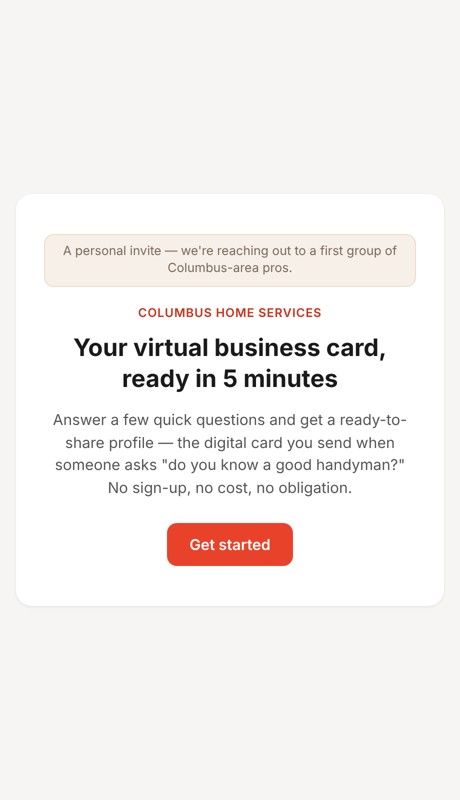 A personal invite — we're reaching out to a first group of
Columbus-area pros.
COLUMBUS HOME SERVICES
Your virtual business card,
ready in 5 minutes
Answer a few quick questions and get a ready-to-
share profile — the digital card you send when
someone asks "do you know a good handyman?"
No sign-up, no cost, no obligation.
Get started